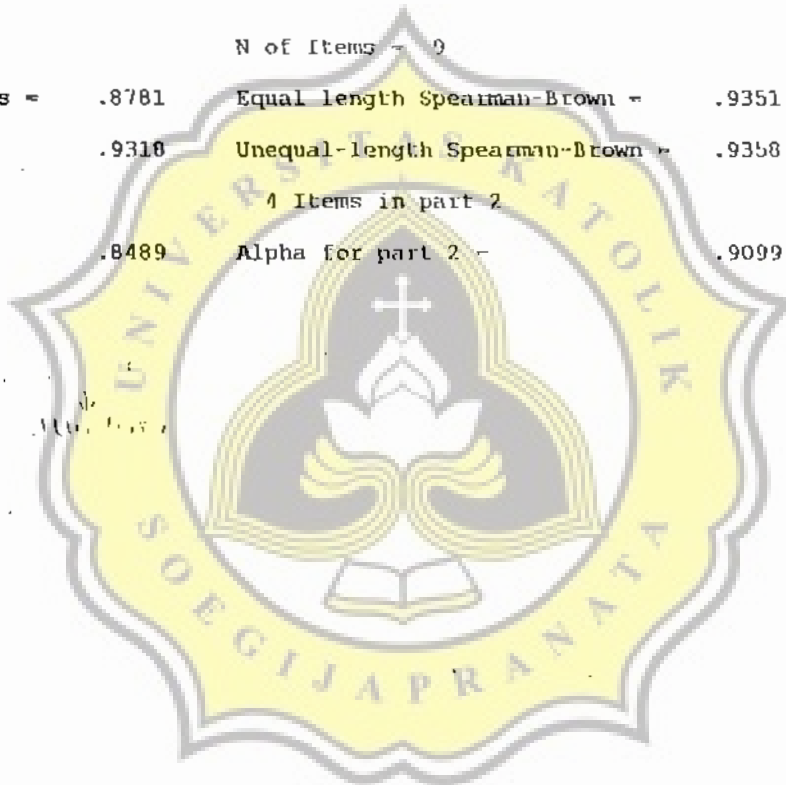 N of Items = 9
s = .8781 Equal length Spearman-Brown = .9351
.9318 Unequal-length Spearman-Brown = .9358
4 Items in part 2
.8489 Alpha for part 2 = .9099
UNIVERSITAS KATOLIK
SOEGIJAPRANATA